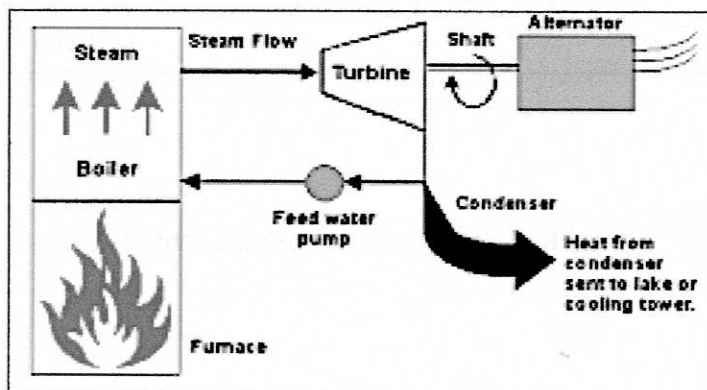 Alternator
Steam Flow
Shaft
Steam
Turbine
Boiler
Feed water
pump
Condenser
Heat from
condenser
sent to lake or
cooling tower.
Furnace